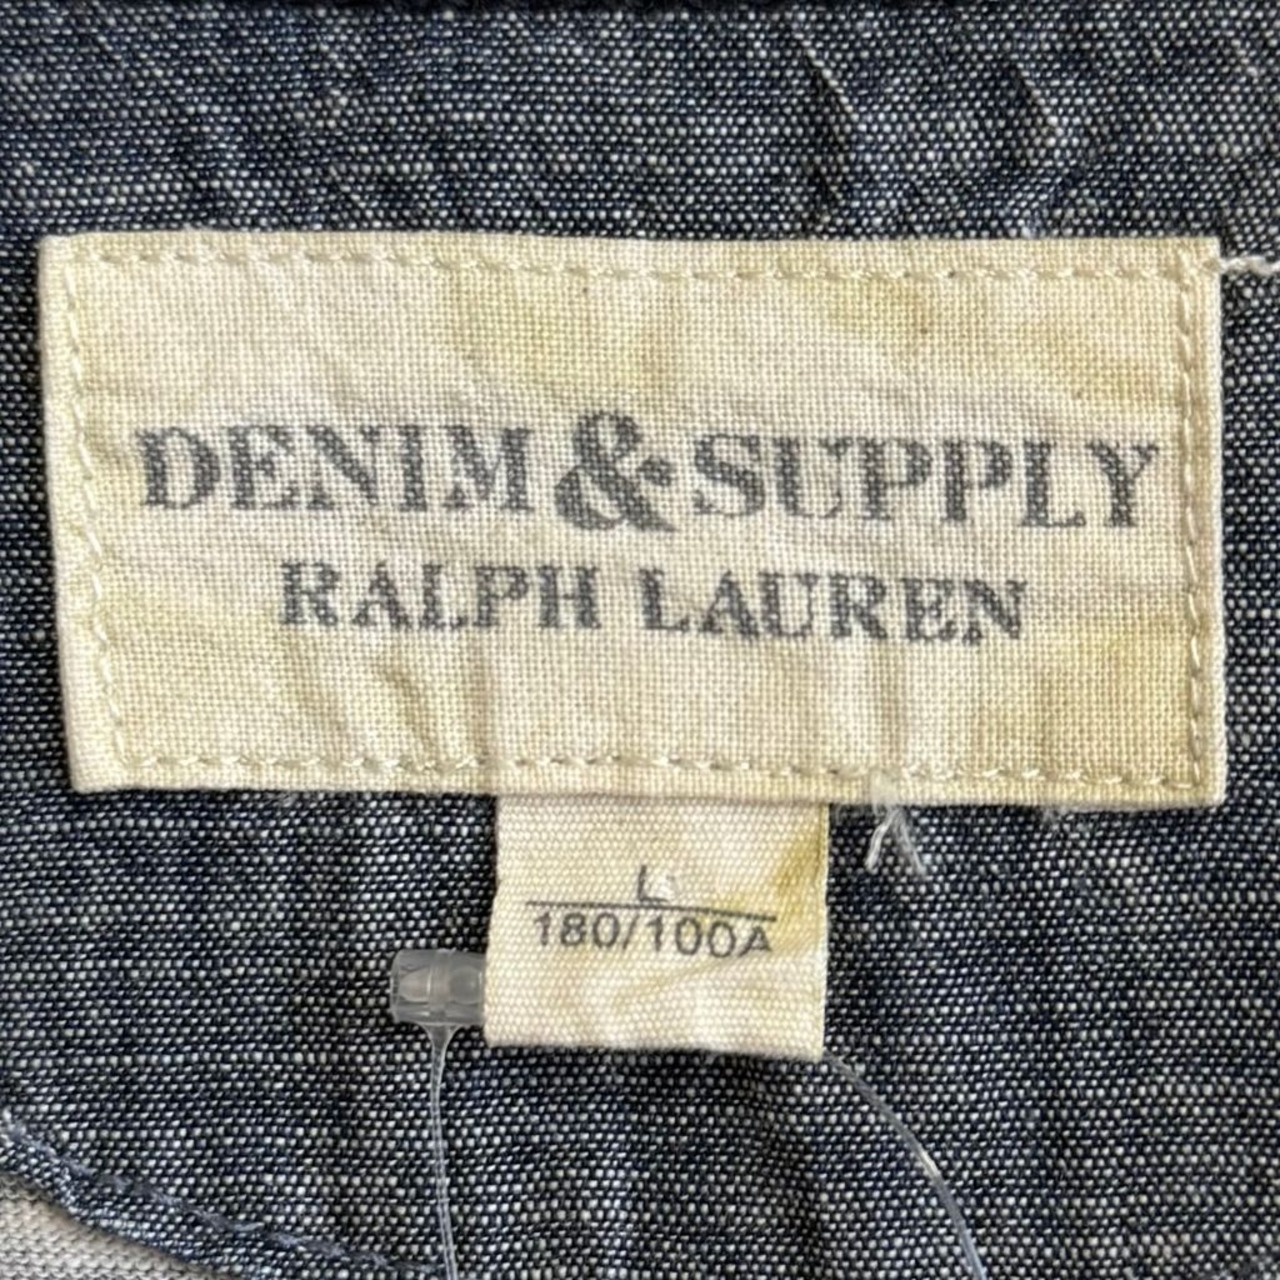 DENIM & SUPPLY
RALPH LAUREN
L
180/100A